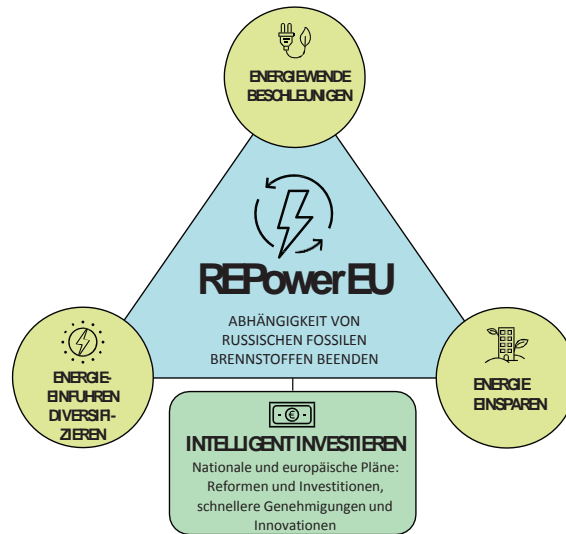 ENERGIEWENDE
BESCHLEUNIGEN
REPower EU
ABHÄNGIGKEIT VON
RUSSISCHEN FOSSILEN
BRENNSTOFFEN BEENDEN
ENERGIE-
EINFUHREN
DIVERSIFI-
ZIEREN
ENERGIE
EINSPAREN
€
INTELLIGENT INVESTIEREN
Nationale und europäische Pläne:
Reformen und Investitionen,
schnellere Genehmigungen und
Innovationen